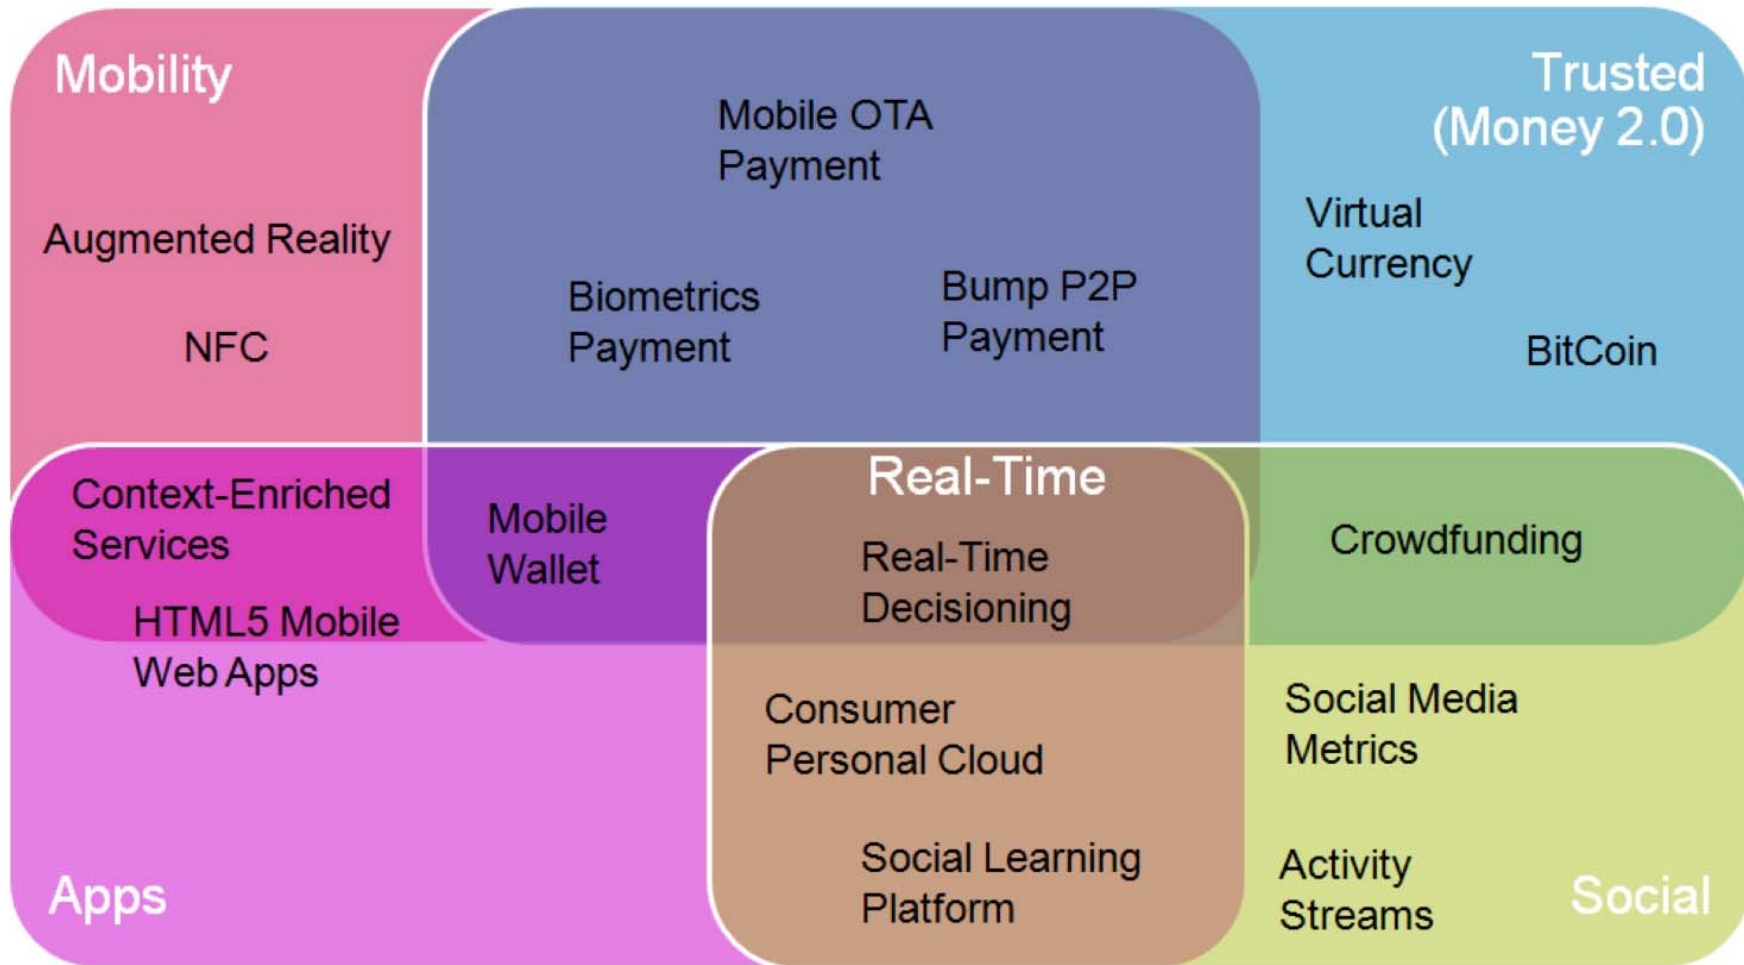 Mobility
Trusted
(Money 2.0)
Mobile OTA
Payment
Virtual
Currency
Augmented Reality
Biometrics
Payment
Bump P2P
Payment
NFC
BitCoin
Real-Time
Context-Enriched
Services
Mobile
Wallet
Real-Time
Decisioning
Crowdfunding
HTML5 Mobile
Web Apps
Consumer
Personal Cloud
Social Media
Metrics
Social Learning
Platform
Activity
Streams
Apps
Social